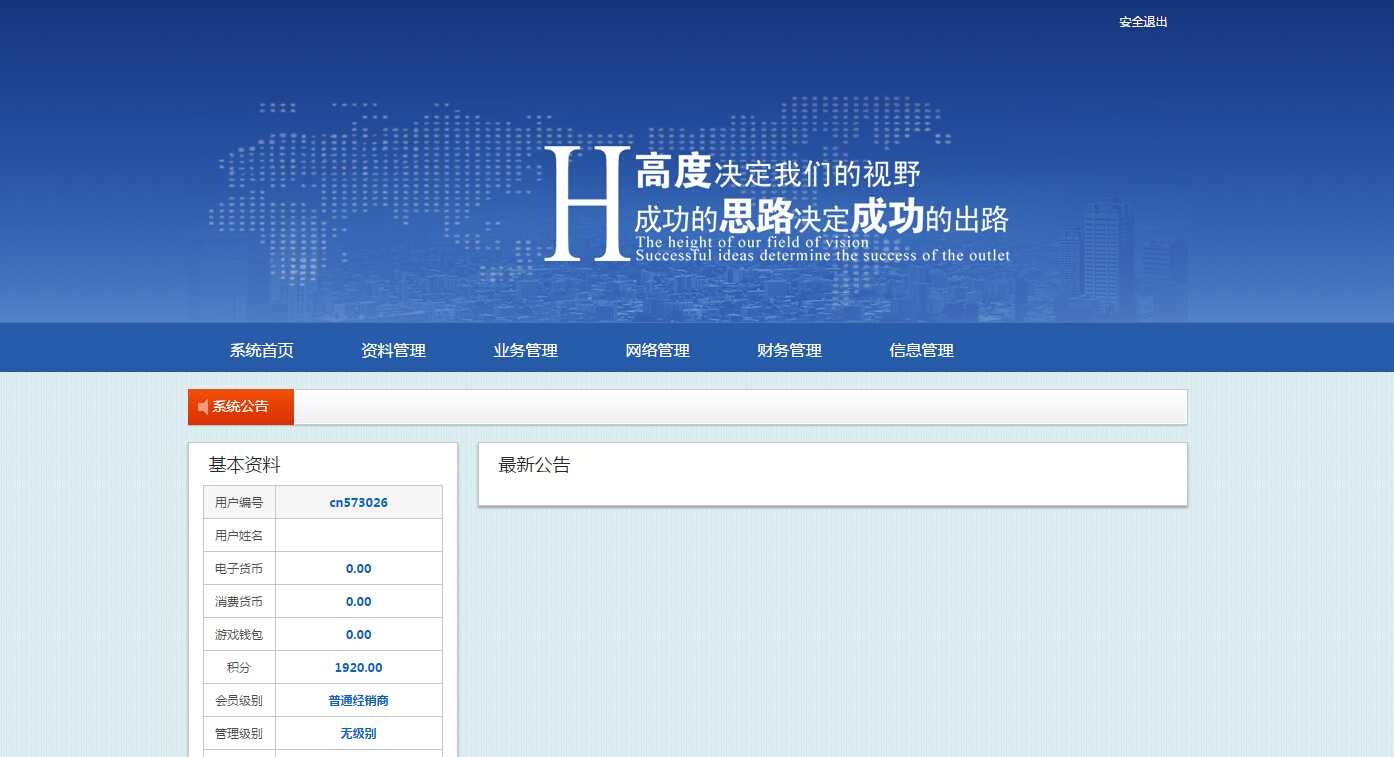 安全退出
H
高度决定我们的视野
成功的思路决定成功的出路
The height of our field of vision
Successful ideas determine the success of the outlet
系统首页 资料管理 业务管理 网络管理 财务管理 信息管理
系统公告
基本资料
用户编号 cn573026
用户姓名
电子货币 0.00
消费货币 0.00
游戏钱包 0.00
积分 1920.00
会员级别 普通经销商
管理级别 无级别
最新公告